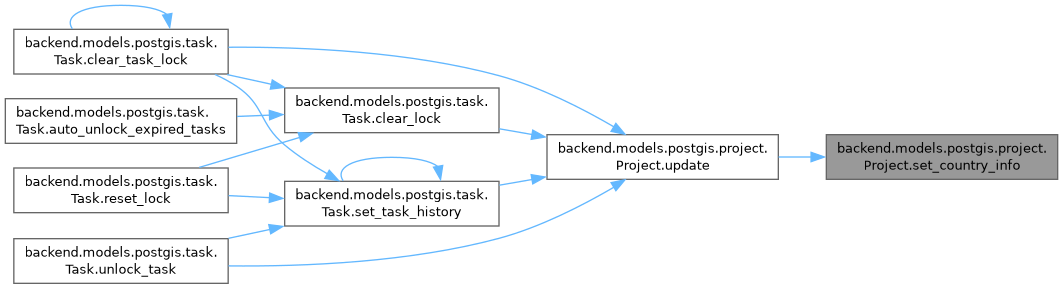 backend.models.postgis.task.
Task.clear_task_lock
backend.models.postgis.task.
Task.auto_unlock_expired_tasks
backend.models.postgis.task.
Task.reset_lock
backend.models.postgis.task.
Task.unlock_task
backend.models.postgis.task.
Task.clear_lock
backend.models.postgis.task.
Task.set_task_history
backend.models.postgis.project.
Project.update
backend.models.postgis.project.
Project.set_country_info